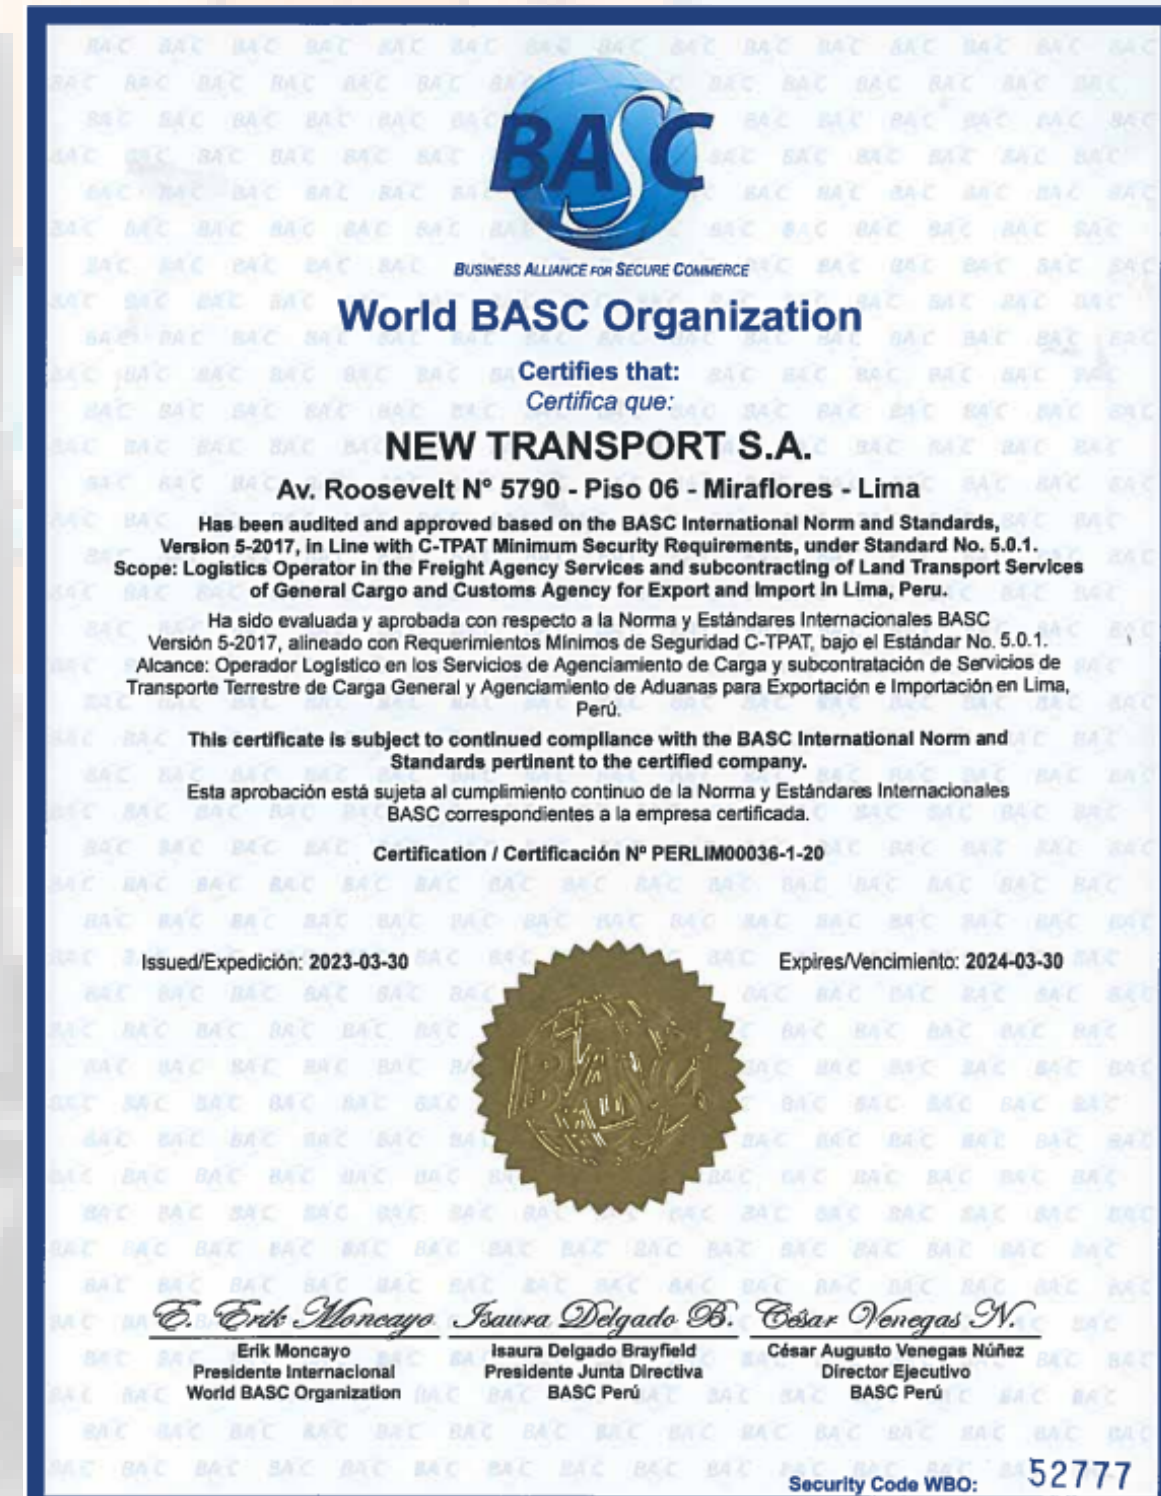 BASC
BUSINESS ALLIANCE FOR SECURE COMMERCE
World BASC Organization
Certifies that:
Certifica que:
NEW TRANSPORT S.A.
Av. Roosevelt N° 5790 - Piso 06 - Miraflores - Lima
Has been audited and approved based on the BASC International Norm and Standards,
Version 5-2017, in Line with C-TPAT Minimum Security Requirements, under Standard No. 5.0.1.
Scope: Logistics Operator in the Freight Agency Services and subcontracting of Land Transport Services
of General Cargo and Customs Agency for Export and Import in Lima, Peru.
Ha sido evaluada y aprobada con respecto a la Norma y Estándares Internacionales BASC
Versión 5-2017, alineado con Requerimientos Mínimos de Seguridad C-TPAT, bajo el Estándar No. 5.0.1.
Alcance: Operador Logístico en los Servicios de Agenciamiento de Carga y subcontratación de Servicios de
Transporte Terrestre de Carga General y Agenciamiento de Aduanas para Exportación e Importación en Lima,
Perú.
This certificate is subject to continued compliance with the BASC International Norm and
Standards pertinent to the certified company.
Esta aprobación está sujeta al cumplimiento continuo de la Norma y Estándares Internacionales
BASC correspondientes a la empresa certificada.
Certification / Certificación N° PERLIM00036-1-20
Issued/Expedición: 2023-03-30
Expires/Vencimiento: 2024-03-30
BASC
E. Erik Moncayo Isaura Delgado B. César Venegas N.
Erik Moncayo Isaura Delgado Brayfield César Augusto Venegas Núñez
Presidente Internacional Presidente Junta Directiva Director Ejecutivo
World BASC Organization BASC Perú BASC Perú
Security Code WBO: 52777